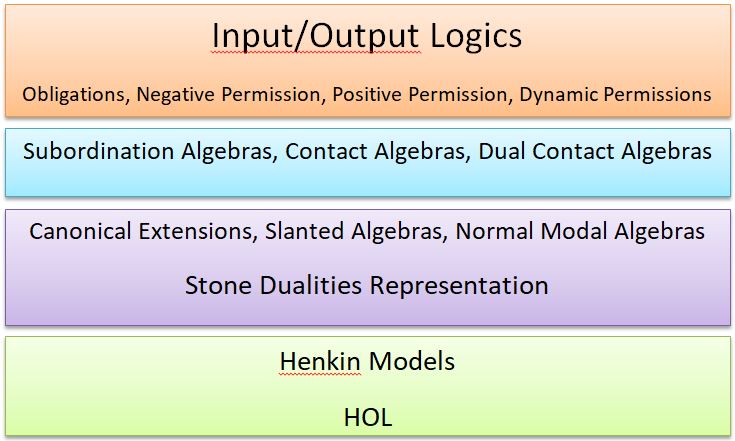 Input/Output Logics
Obligations, Negative Permission, Positive Permission, Dynamic Permissions
Subordination Algebras, Contact Algebras, Dual Contact Algebras
Canonical Extensions, Slanted Algebras, Normal Modal Algebras
Stone Dualities Representation
Henkin Models
HOL